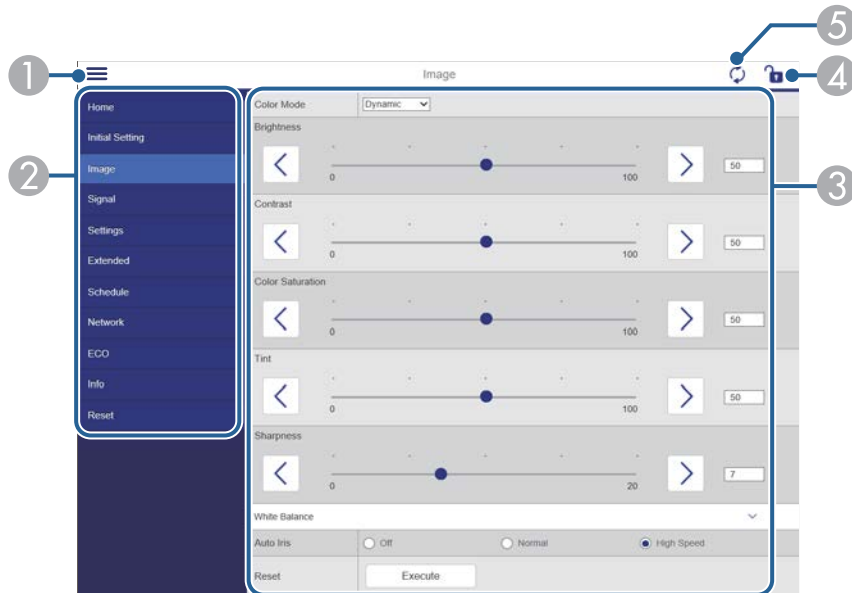 5
1
Image
4
Home
Color Mode
Dynamic
Brightness
Initial Setting
2
Image
0
100
50
3
Signal
Contrast
Settings
0
100
50
Extended
Color Saturation
Schedule
Network
0
100
50
ECO
Tint
Info
0
100
50
Reset
Sharpness
0
20
7
White Balance
Auto Iris
Off
Normal
High Speed
Reset
Execute